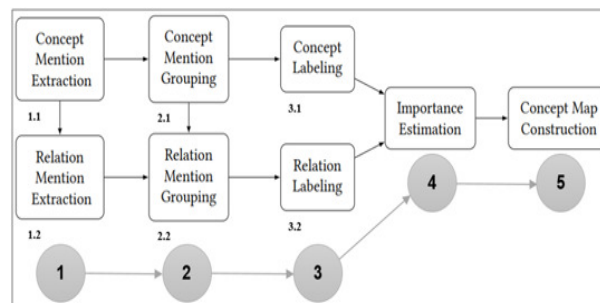 Concept
Mention
Extraction
Concept
Mention
Grouping
Concept
Labeling
1.1
2.1
3.1
Importance
Estimation
Concept Map
Construction
Relation
Mention
Extraction
Relation
Mention
Grouping
Relation
Labeling
1.2
2.2
3.2
4
5
1
2
3